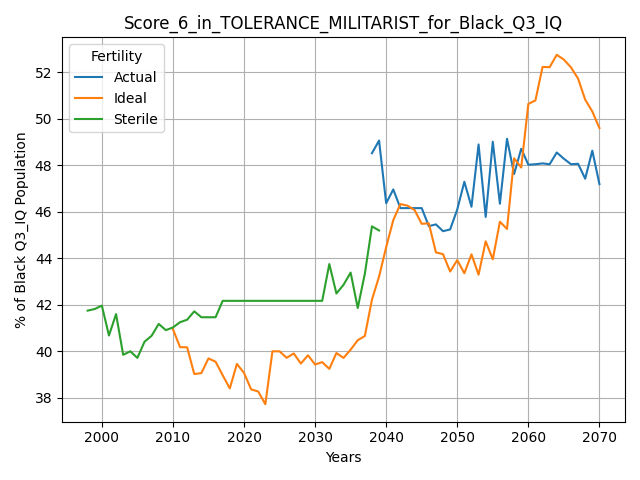 Score_6_in_TOLERANCE_MILITARIST_for_Black_Q3_IQ
Fertility
Actual
Ideal
Sterile
% of Black Q3_IQ Population
52
50
48
46
44
42
40
38
2000 2010 2020 2030 2040 2050 2060 2070
Years